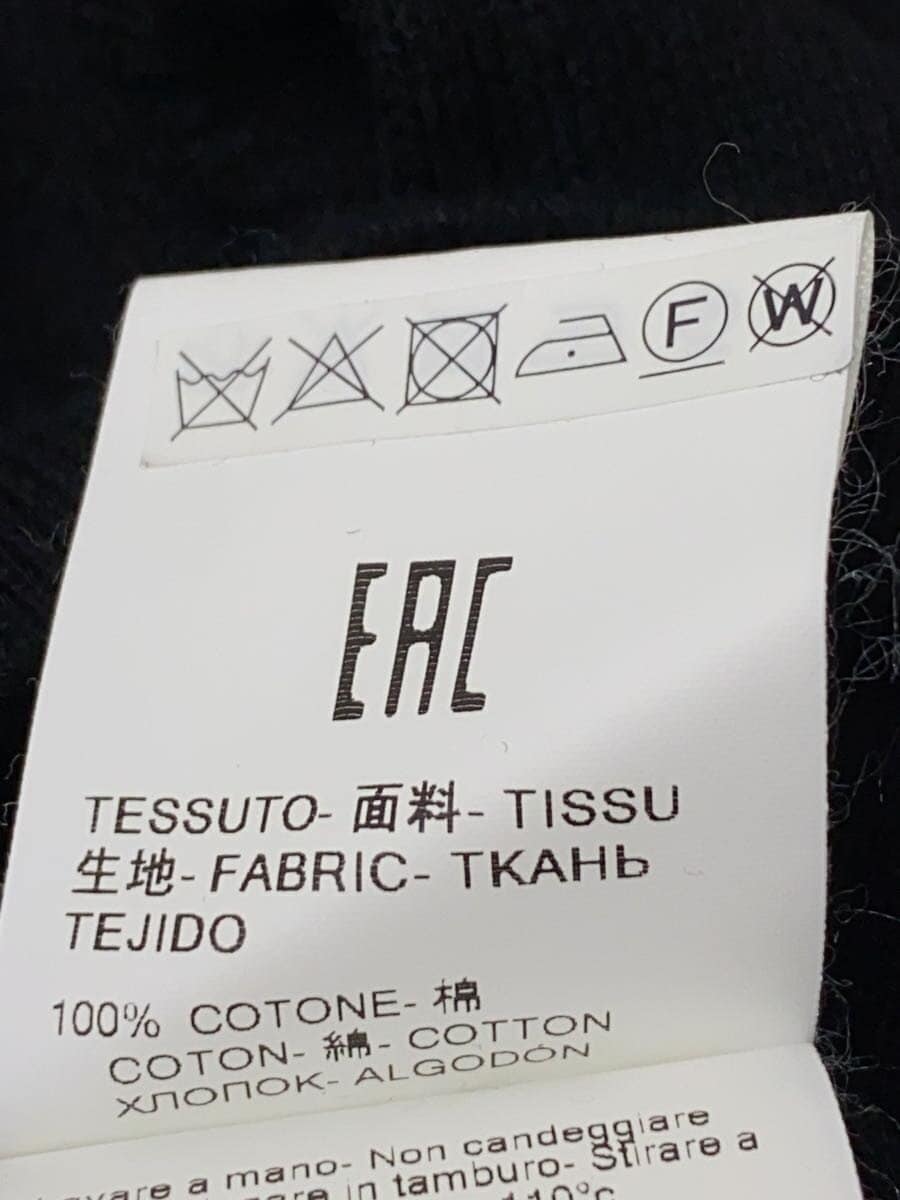 F W
EAC
TESSUTO- 面料- TISSU
生地- FABRIC- ТКАНЬ
TEJIDO
100% COTONE- 棉
COTON- 綿- COTTON
ХЛОПОК- ALGODÓN
a mano- Non candeggiare
in tamburo- Stirare a
110°c